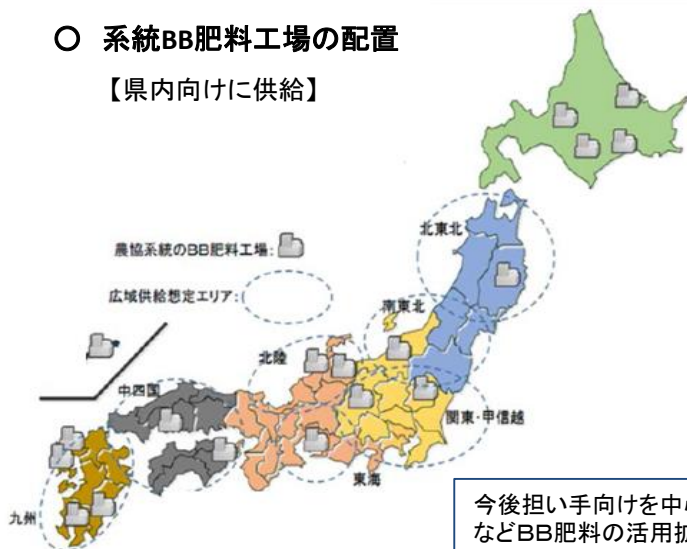 ○ 系統BB肥料工場の配置
【県内向けに供給】
農協系統のBB肥料工場:
広域供給想定エリア:
北東北
南東北
北陸
中四国
関東・甲信越
東海
九州
今後担い手向けを中
などBB肥料の活用拡